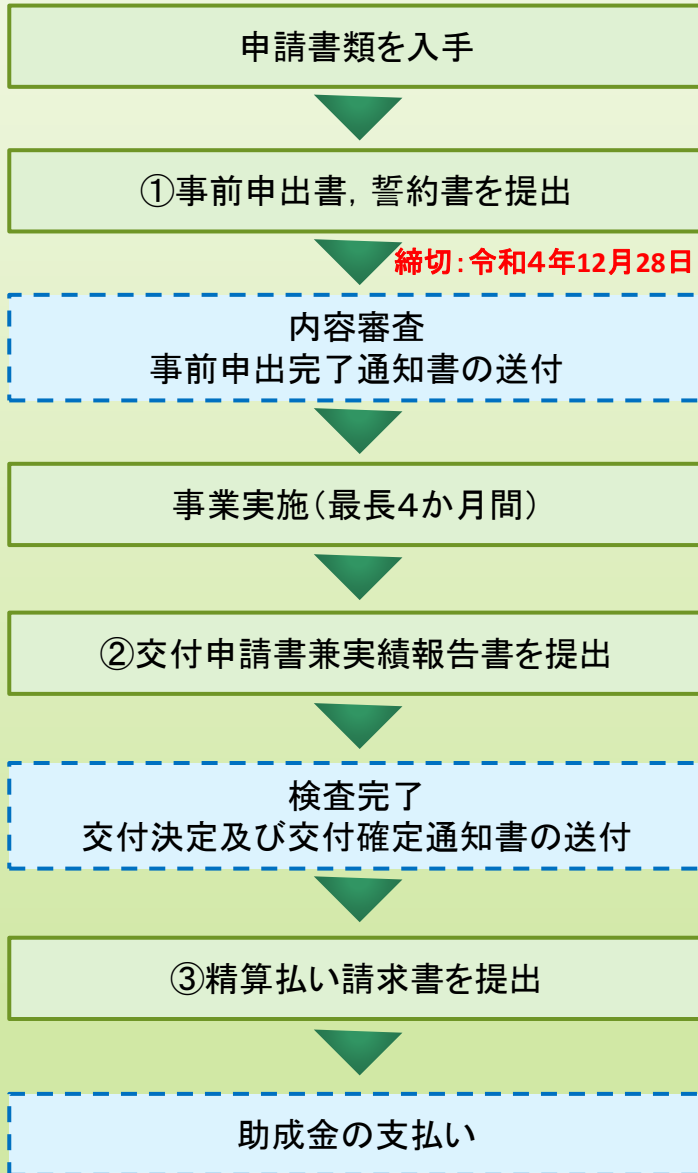 申請書類を入手
①事前申出書，誓約書を提出
締切：令和４年12月28日
内容審査
事前申出完了通知書の送付
事業実施（最長４か月間）
②交付申請書兼実績報告書を提出
検査完了
交付決定及び交付確定通知書の送付
③精算払い請求書を提出
助成金の支払い